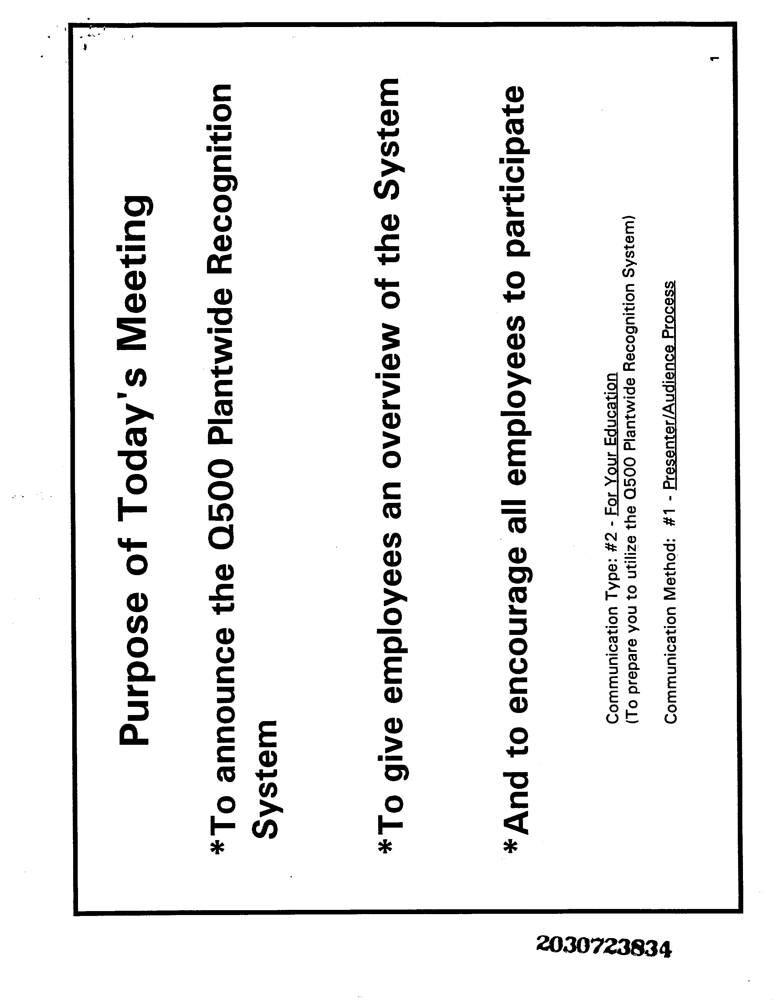 Purpose of Today's Meeting
*To announce the Q500 Plantwide Recognition
System
*To give employees an overview of the System
*And to encourage all employees to participate
Communication Type: #2 - For Your Education
(To prepare you to utilize the Q500 Plantwide Recognition System)
Communication Method: #1 - Presenter/Audience Process
1
2030723834